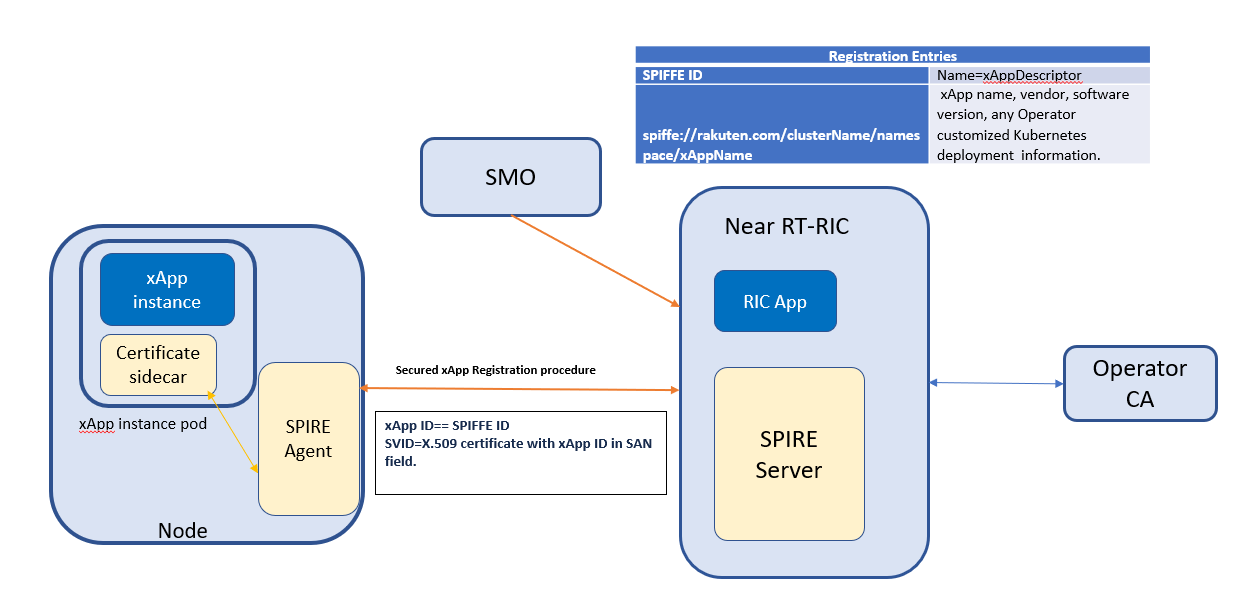 Registration Entries
SPIFFE ID
Name=xAppDescriptor
spiffe://rakuten.com/clusterName/names
pace/xAppName
xApp name, vendor, software
version, any Operator
customized Kubernetes
deployment information.
SMO
Near RT-RIC
xApp
instance
RIC App
Certificate
sidecar
xApp instance pod
SPIRE
Agent
Node
Secured xApp Registration procedure
xApp ID== SPIFFE ID
SVID=X.509 certificate with xApp ID in SAN
field.
SPIRE
Server
Operator
CA